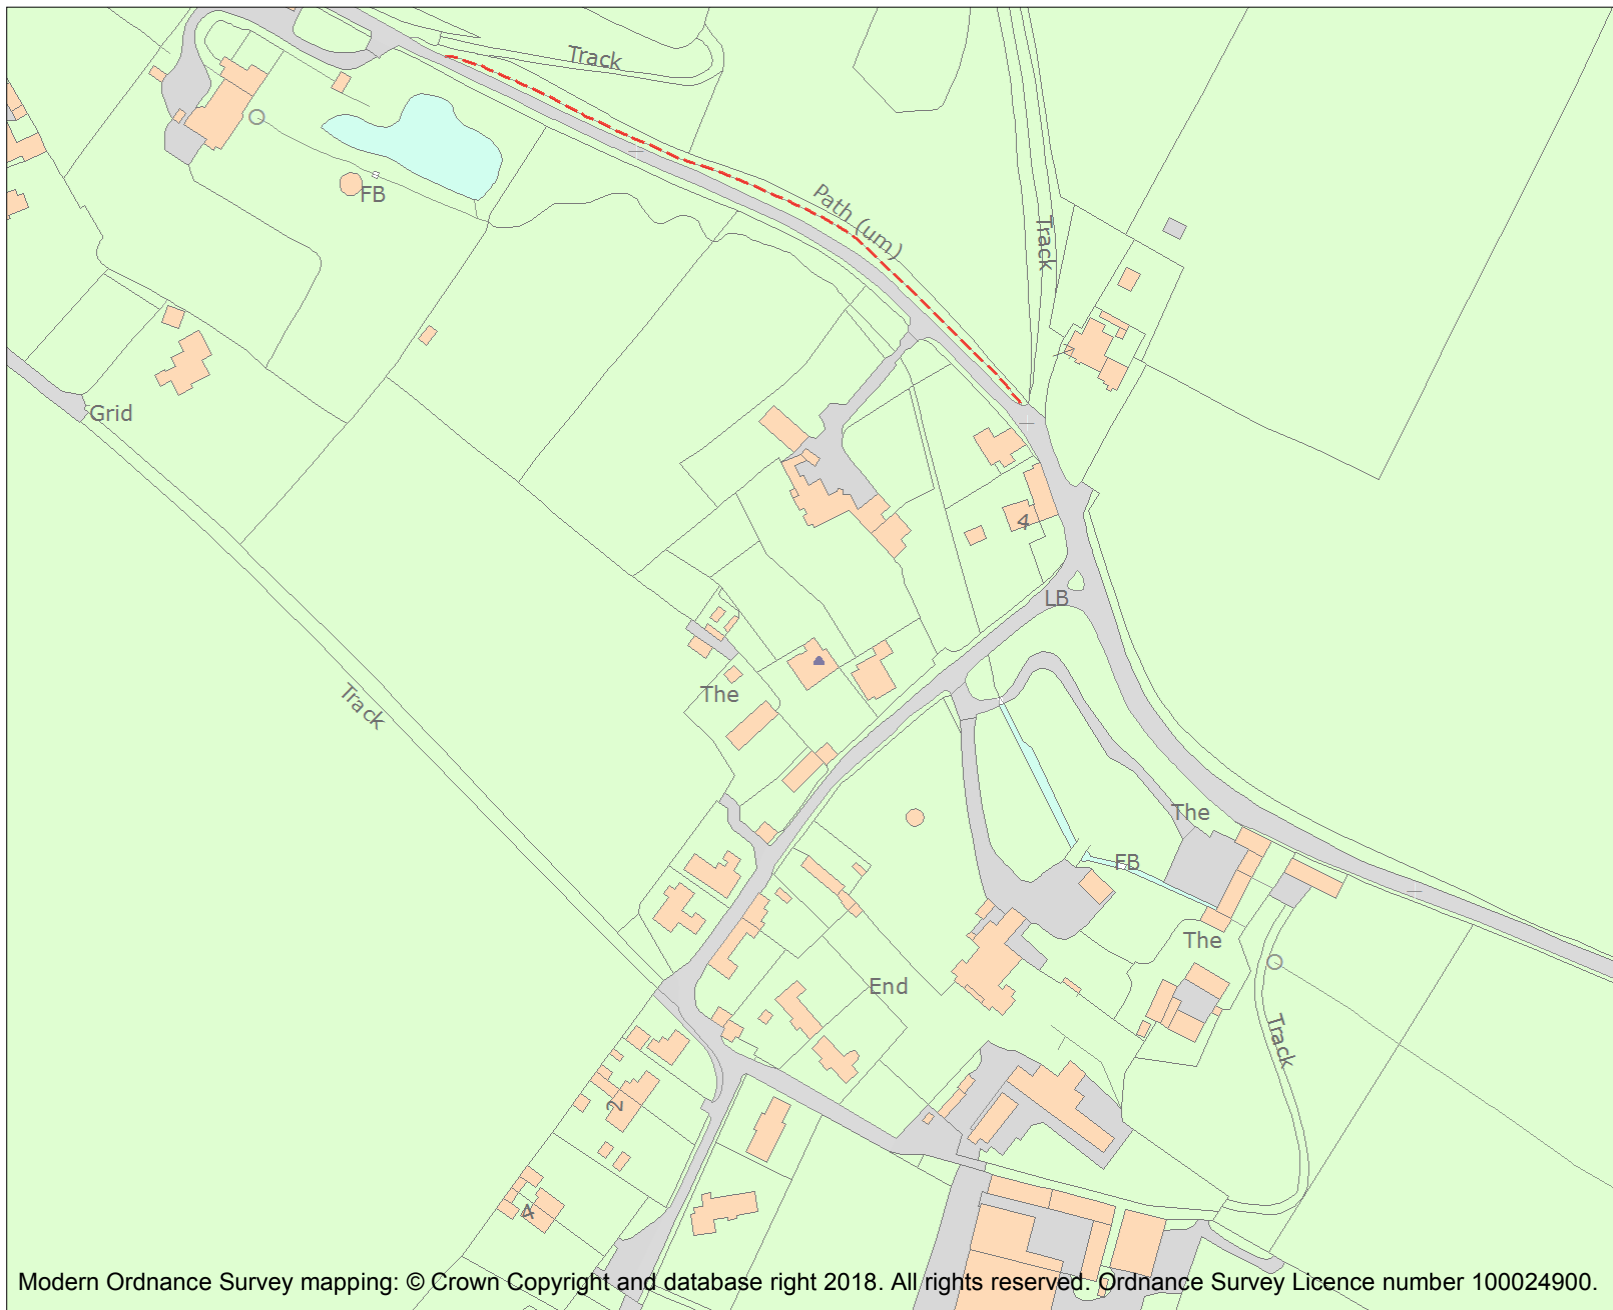 Track
FB
Path (um)
Track
Grid
4
LB
The
Track
The
FB
The
End
Track
2
4
Modern Ordnance Survey mapping: © Crown Copyright and database right 2018. All rights reserved. Ordnance Survey Licence number 100024900.